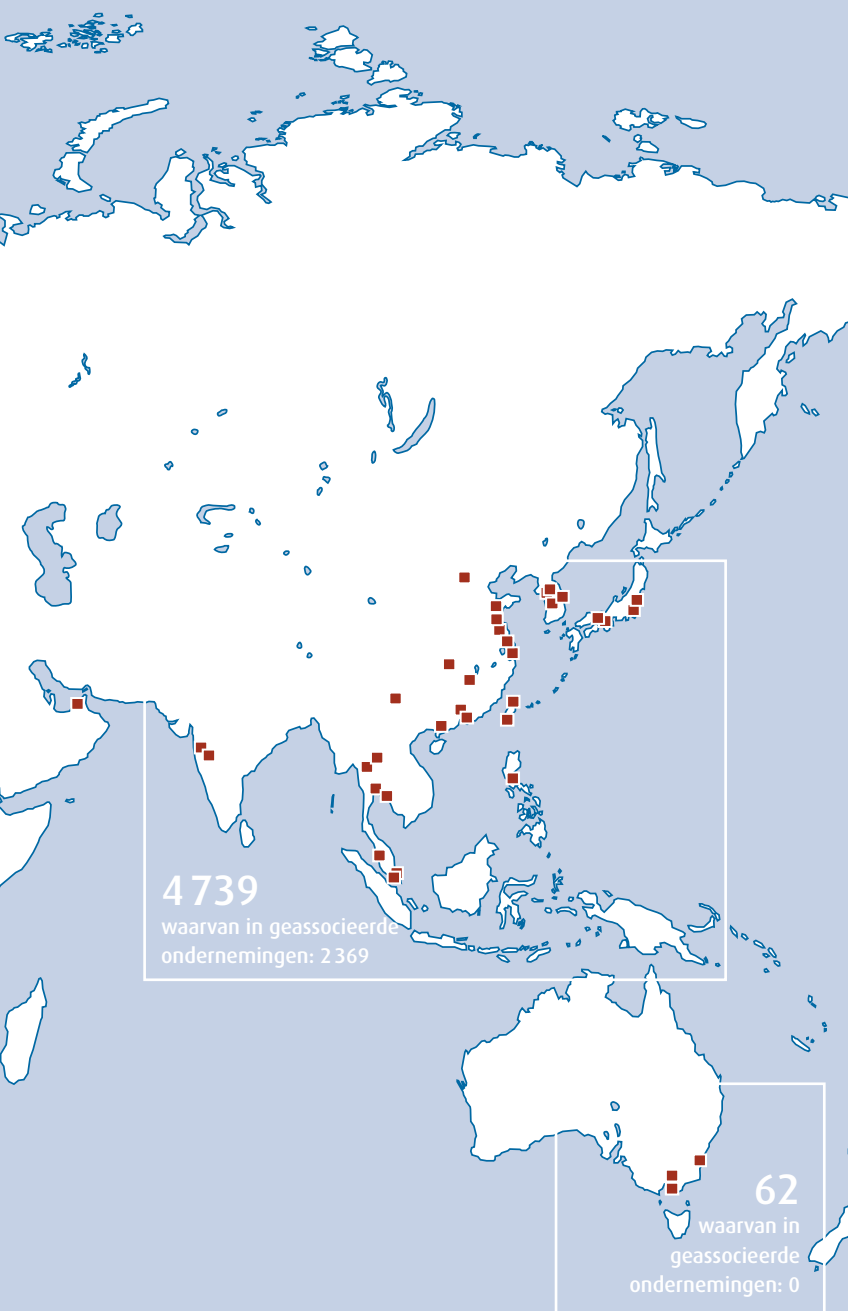 4 739
waarvan in geassocieerde
ondernemingen: 2 369
62
waarvan in
geassocieerde
ondernemingen: 0